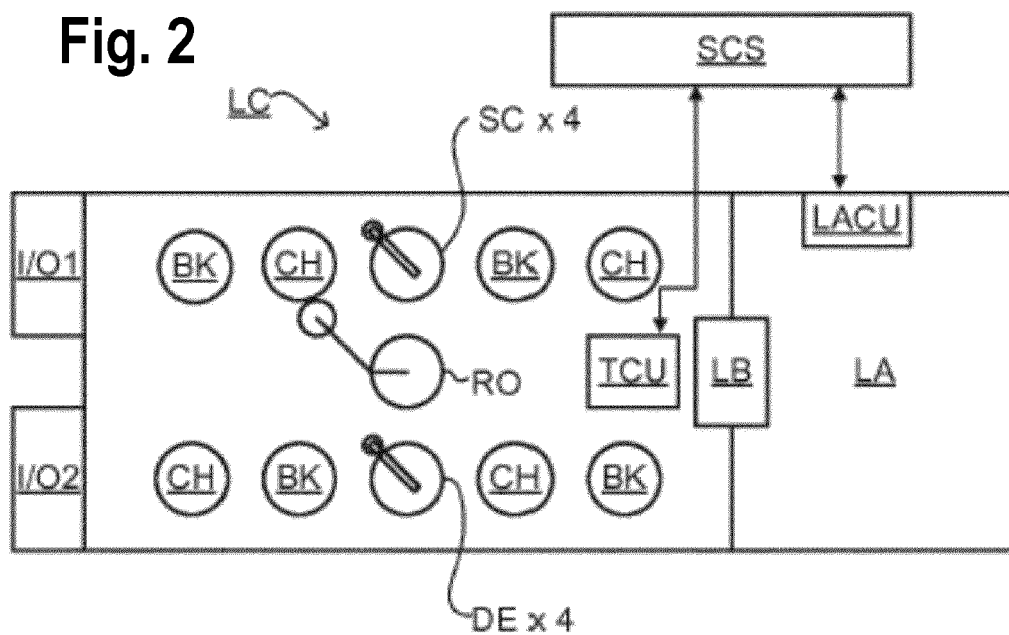 Fig. 2
SCS
LC
SC x 4
LACU
I/O1
BK
CH
BK
CH
TCU
LB
LA
RO
I/O2
CH
BK
CH
BK
DE x 4